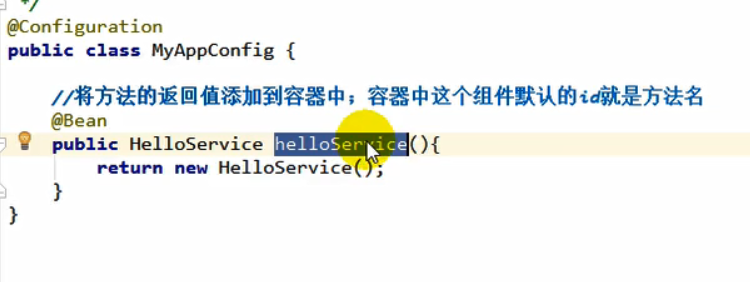 */
@Configuration
public class MyAppConfig {
//将方法的返回值添加到容器中；容器中这个组件默认的id就是方法名
@Bean
public HelloService helloService(){
return new HelloService();
}
}